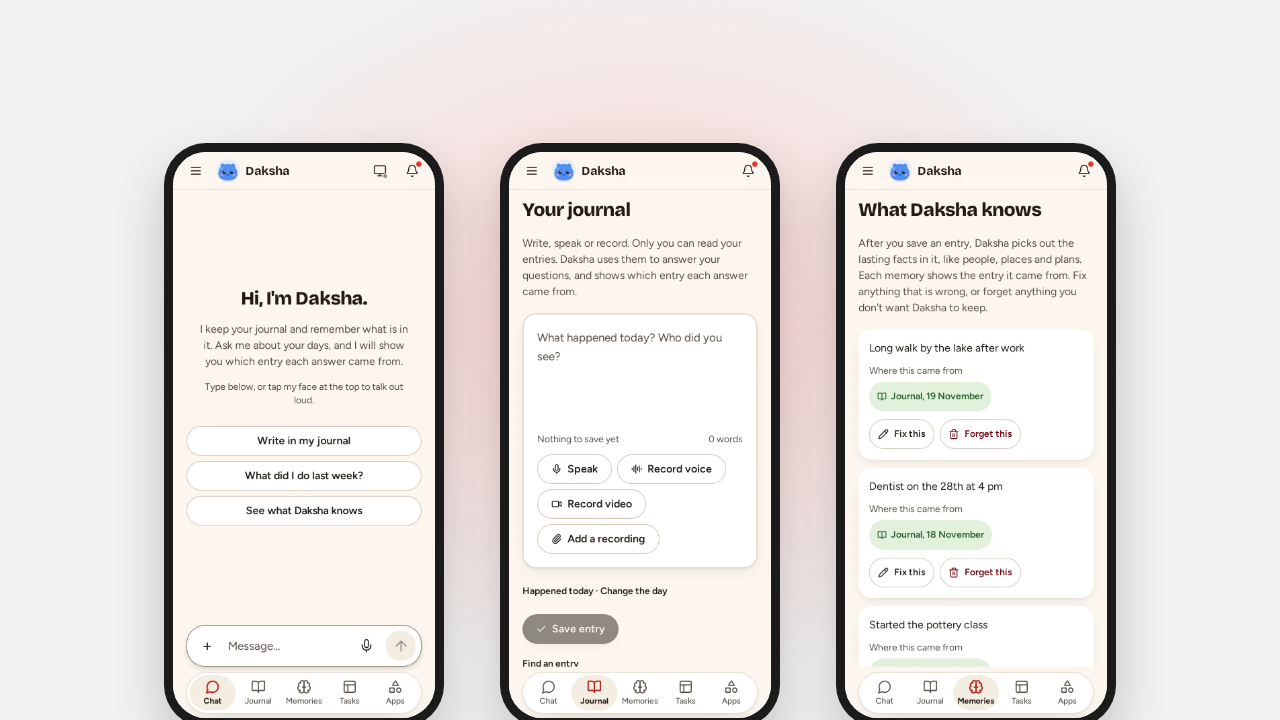 Daksha
Hi, I'm Daksha.
I keep your journal and remember what is in
it. Ask me about your days, and I will show
you which entry each answer came from.
Type below, or tap my face at the top to talk out
loud.
Write in my journal
What did I do last week?
See what Daksha knows
Message...
Chat
Journal
Memories
Tasks
Apps
Daksha
Your journal
Write, speak or record. Only you can read your
entries. Daksha uses them to answer your
questions, and shows which entry each answer
came from.
What happened today? Who did you
see?
Nothing to save yet
0 words
Speak
Record voice
Record video
Add a recording
Happened today · Change the day
Save entry
Find an entry
Chat
Journal
Memories
Tasks
Apps
Daksha
What Daksha knows
After you save an entry, Daksha picks out the
lasting facts in it, like people, places and plans.
Each memory shows the entry it came from. Fix
anything that is wrong, or forget anything you
don't want Daksha to keep.
Long walk by the lake after work
Where this came from
Journal, 19 November
Fix this
Forget this
Dentist on the 28th at 4 pm
Where this came from
Journal, 18 November
Fix this
Forget this
Started the pottery class
Where this came from
Chat
Journal
Memories
Tasks
Apps